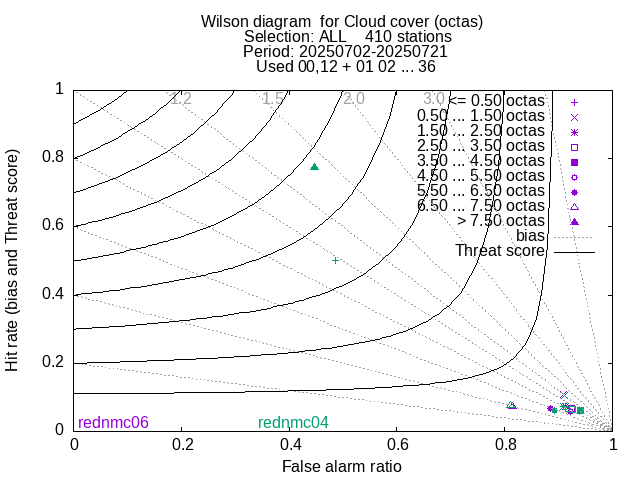 Wilson diagram  for Cloud cover (octas)
Selection: ALL    410 stations
Period: 20250702-20250721
Used 00,12 + 01 02 ... 36
1.2 1.5 2.0 3.0
<= 0.50 octas
0.50 ... 1.50 octas
1.50 ... 2.50 octas
2.50 ... 3.50 octas
3.50 ... 4.50 octas
4.50 ... 5.50 octas
5.50 ... 6.50 octas
6.50 ... 7.50 octas
> 7.50 octas
bias
Threat score
Hit rate (bias and Threat score)
1
0.8
0.6
0.4
0.2
0
rednmc06 rednmc04
0 0.2 0.4 0.6 0.8 1
False alarm ratio